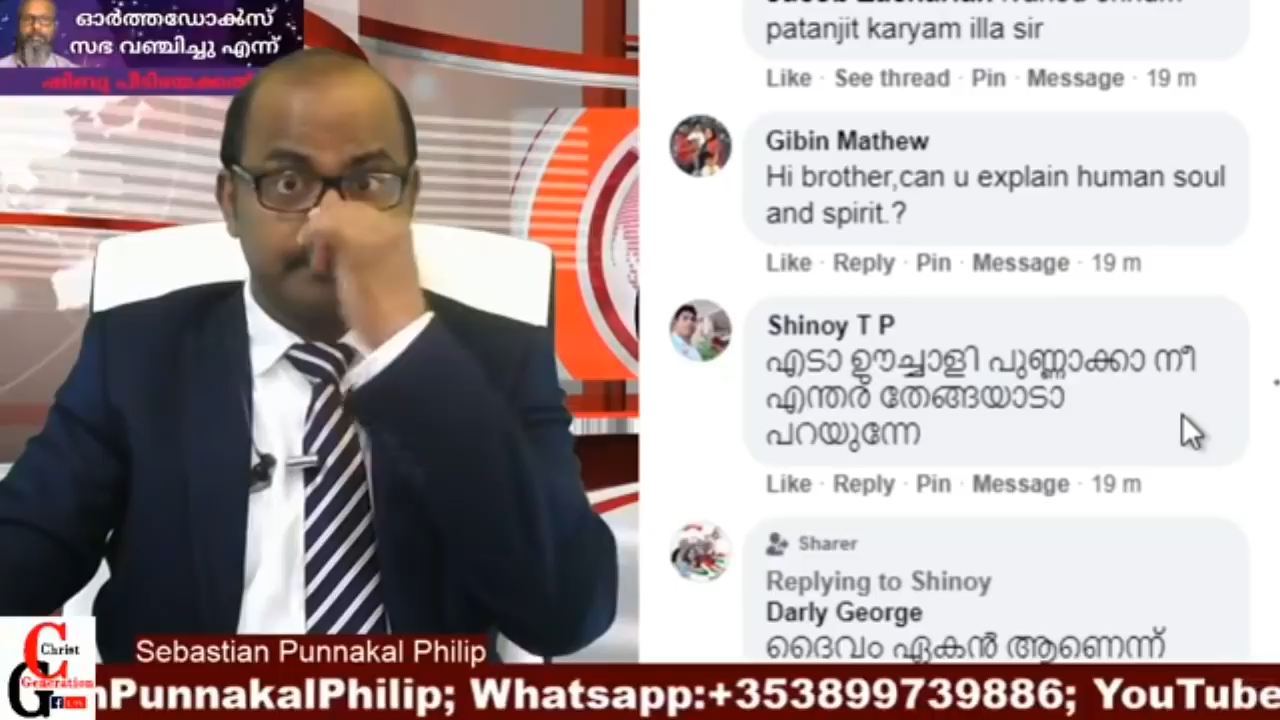 ഓർത്തഡോക്സ്
സഭ വഞ്ചിച്ചു എന്ന്
ഷിബു പീടിയേക്കൽ
patanjit karyam illa sir
Like · See thread · Pin · Message · 19 m
Gibin Mathew
Hi brother,can u explain human soul
and spirit.?
Like · Reply · Pin · Message · 19 m
Shinoy T P
എടാ ഊച്ചാളി പുണ്ണാക്കാ നീ
എന്തര് തേങ്ങയാടാ
പറയുന്നേ
Like · Reply · Pin · Message · 19 m
Sharer
Replying to Shinoy
Darly George
ദൈവം ഏകൻ ആണെന്ന്
Christ
Generation
Sebastian Punnakal Philip
nPunnakalPhilip; Whatsapp:+353899739886; YouTube